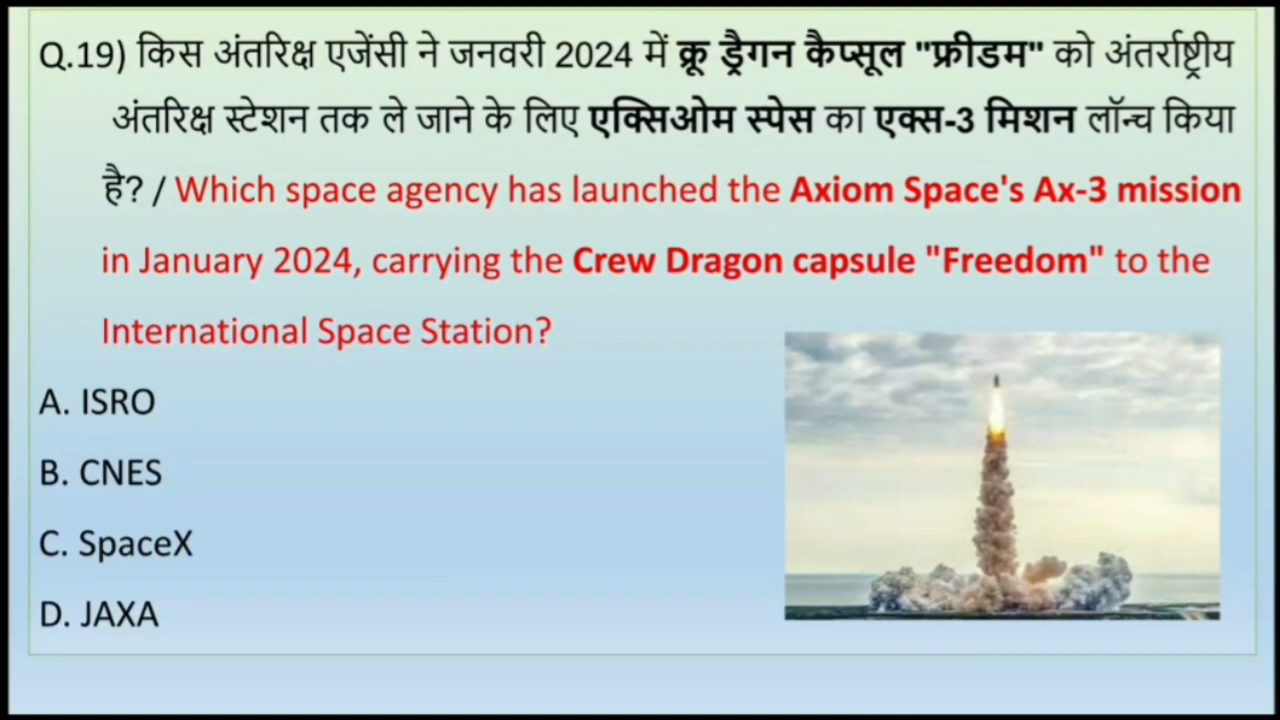 Q.19) किस अंतरिक्ष एजेंसी ने जनवरी 2024 में क्रू ड्रैगन कैप्सूल "फ्रीडम" को अंतर्राष्ट्रीय
अंतरिक्ष स्टेशन तक ले जाने के लिए एक्सिओम स्पेस का एक्स-3 मिशन लॉन्च किया
है? / Which space agency has launched the Axiom Space's Ax-3 mission
in January 2024, carrying the Crew Dragon capsule "Freedom" to the
International Space Station?
A. ISRO
B. CNES
C. SpaceX
D. JAXA